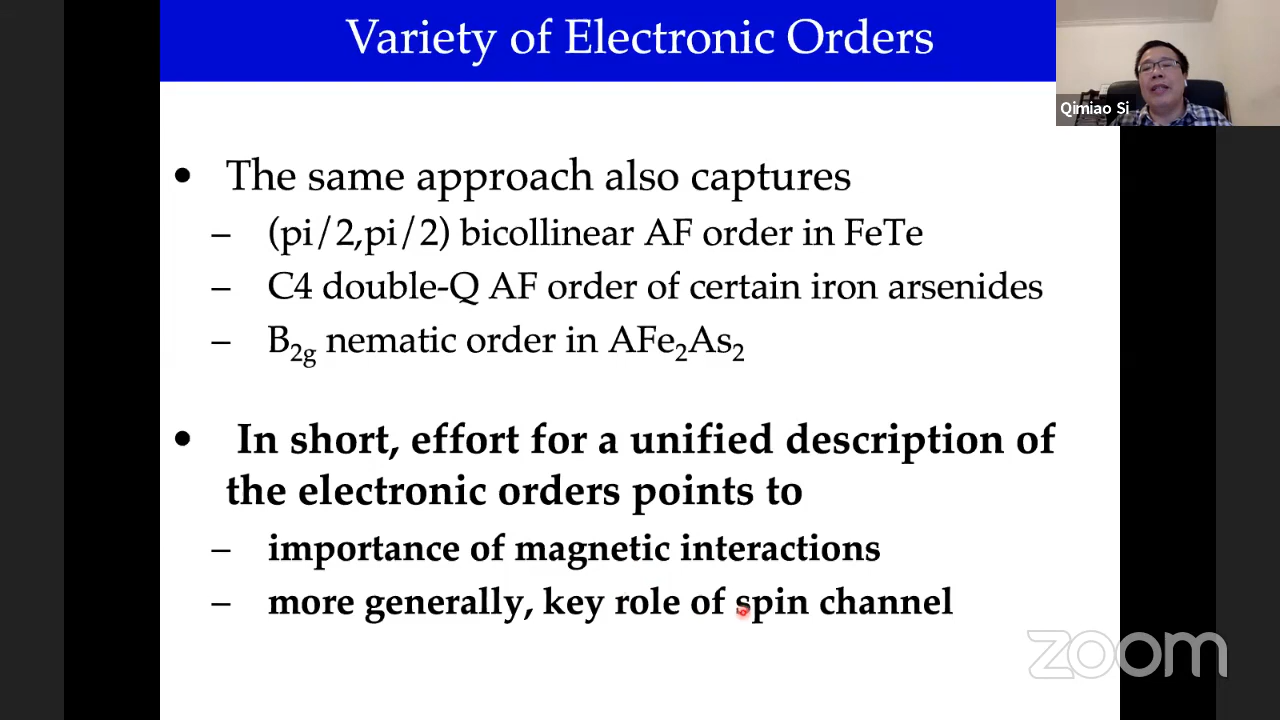 Variety of Electronic Orders
Qimiao Si
• The same approach also captures
– (pi/2,pi/2) bicollinear AF order in FeTe
– C4 double-Q AF order of certain iron arsenides
– B2g nematic order in AFe2As2
• In short, effort for a unified description of
the electronic orders points to
– importance of magnetic interactions
– more generally, key role of spin channel
zoom